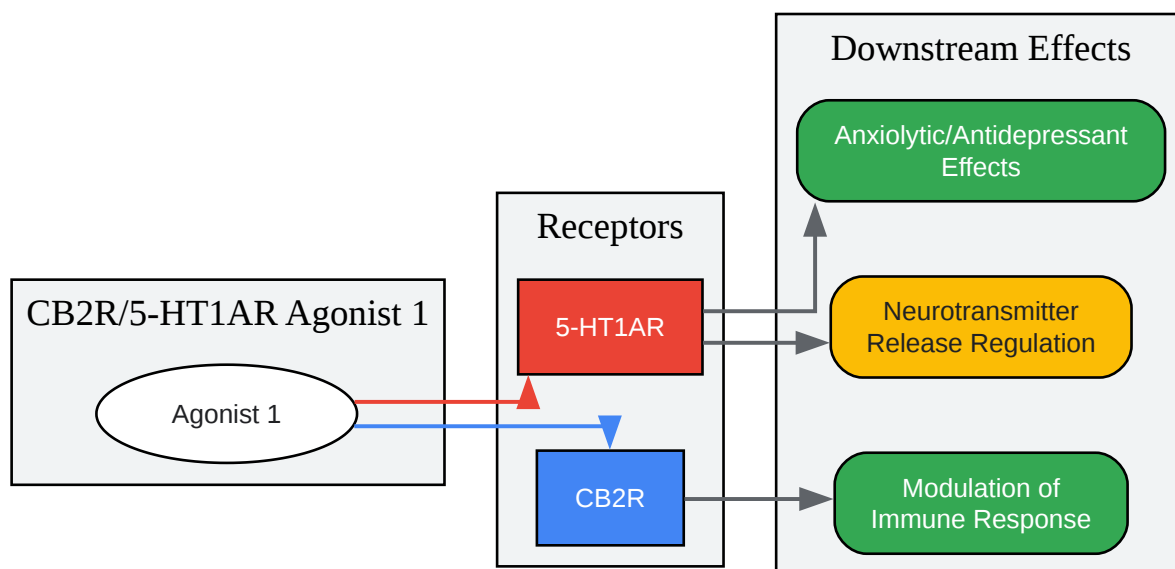 CB2R/5-HT1AR Agonist 1
Agonist 1
Receptors
5-HT1AR
CB2R
Downstream Effects
Anxiolytic/Antidepressant
Effects
Neurotransmitter
Release Regulation
Modulation of
Immune Response